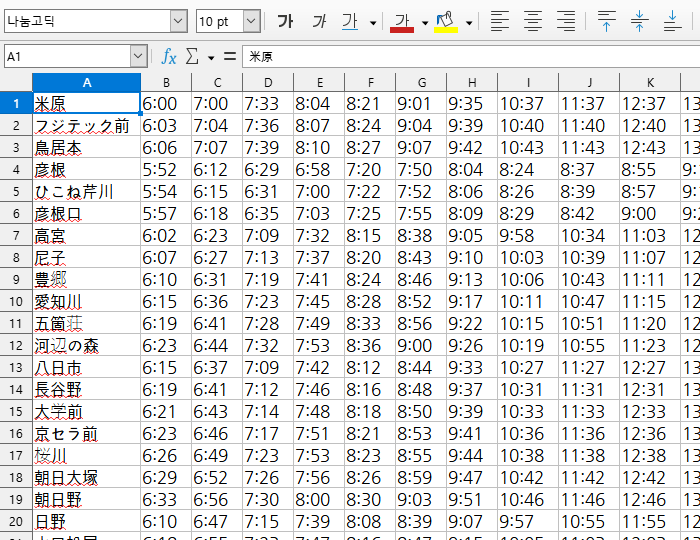 나눔고딕 10 pt 가 가 가 가
A1 fx Σ = 米原
A B C D E F G H I J K
1 米原 6:00 7:00 7:33 8:04 8:21 9:01 9:35 10:37 11:37 12:37 13
2 フジテック前 6:03 7:04 7:36 8:07 8:24 9:04 9:39 10:40 11:40 12:40 13
3 鳥居本 6:06 7:07 7:39 8:10 8:27 9:07 9:42 10:43 11:43 12:43 13
4 彦根 5:52 6:12 6:29 6:58 7:20 7:50 8:04 8:24 8:37 8:55 9:1
5 ひこね芹川 5:54 6:15 6:31 7:00 7:22 7:52 8:06 8:26 8:39 8:57 9:1
6 彦根口 5:57 6:18 6:35 7:03 7:25 7:55 8:09 8:29 8:42 9:00 9:2
7 高宮 6:02 6:23 7:09 7:32 8:15 8:38 9:05 9:58 10:34 11:03 12
8 尼子 6:07 6:27 7:13 7:37 8:20 8:43 9:10 10:03 10:39 11:07 12
9 豊郷 6:10 6:31 7:19 7:41 8:24 8:46 9:13 10:06 10:43 11:11 12
10 愛知川 6:15 6:36 7:23 7:45 8:28 8:52 9:17 10:11 10:47 11:15 12
11 五箇荘 6:19 6:41 7:28 7:49 8:33 8:56 9:22 10:15 10:51 11:20 12
12 河辺の森 6:23 6:44 7:32 7:53 8:36 9:00 9:26 10:19 10:55 11:23 12
13 八日市 6:15 6:37 7:09 7:42 8:12 8:44 9:33 10:27 11:27 12:27 13
14 長谷野 6:19 6:41 7:12 7:46 8:16 8:48 9:37 10:31 11:31 12:31 13
15 大学前 6:21 6:43 7:14 7:48 8:18 8:50 9:39 10:33 11:33 12:33 13
16 京セラ前 6:23 6:46 7:17 7:51 8:21 8:53 9:41 10:36 11:36 12:36 13
17 桜川 6:26 6:49 7:23 7:53 8:23 8:55 9:44 10:38 11:38 12:38 13
18 朝日大塚 6:29 6:52 7:26 7:56 8:26 8:59 9:47 10:42 11:42 12:42 13
19 朝日野 6:33 6:56 7:30 8:00 8:30 9:03 9:51 10:46 11:46 12:46 13
20 日野 6:10 6:47 7:15 7:39 8:08 8:39 9:07 9:57 10:55 11:55 12